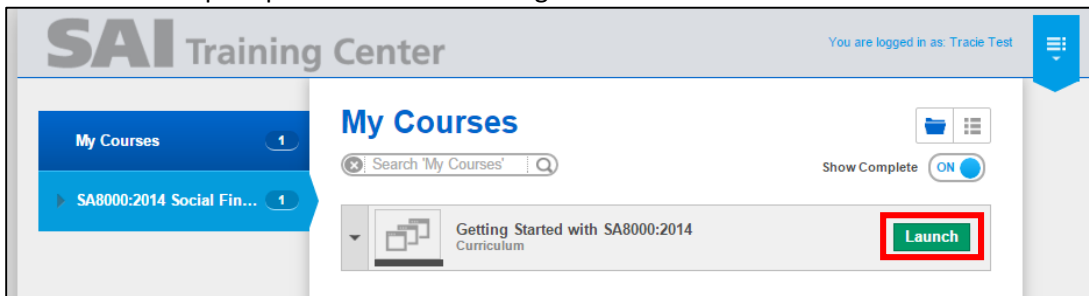 SAI Training Center
You are logged in as: Tracie Test
My Courses 1
SA8000:2014 Social Fin... 1
My Courses
Search 'My Courses'
Show Complete ON
Getting Started with SA8000:2014
Curriculum
Launch